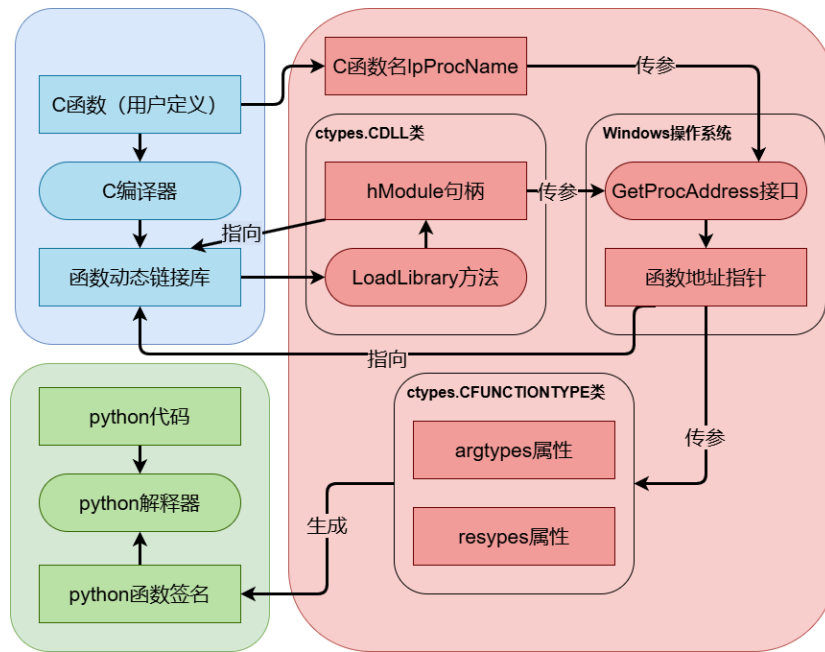 C函数名lpProcName
传参
C函数（用户定义）
ctypes.CDLL类
Windows操作系统
C编译器
hModule句柄
传参
GetProcAddress接口
指向
函数动态链接库
LoadLibrary方法
函数地址指针
指向
ctypes.CFUNCTIONTYPE类
python代码
argtypes属性
传参
python解释器
生成
resypes属性
python函数签名